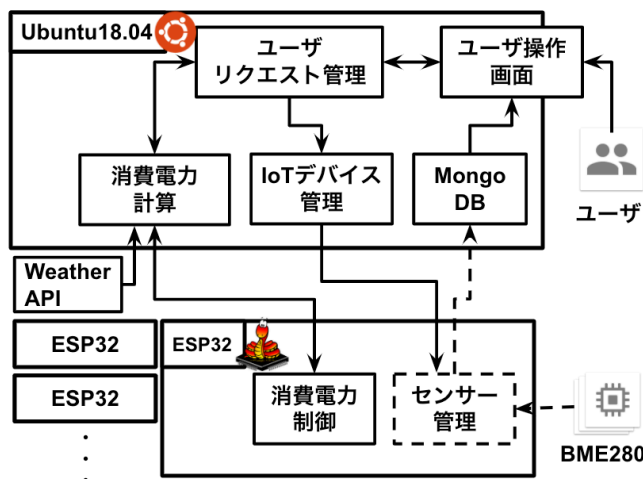 Ubuntu18.04
ユーザ
リクエスト管理
ユーザ操作
画面
消費電力
計算
IoTデバイス
管理
Mongo
DB
ユーザ
Weather
API
ESP32
ESP32
ESP32
消費電力
制御
センサー
管理
BME280